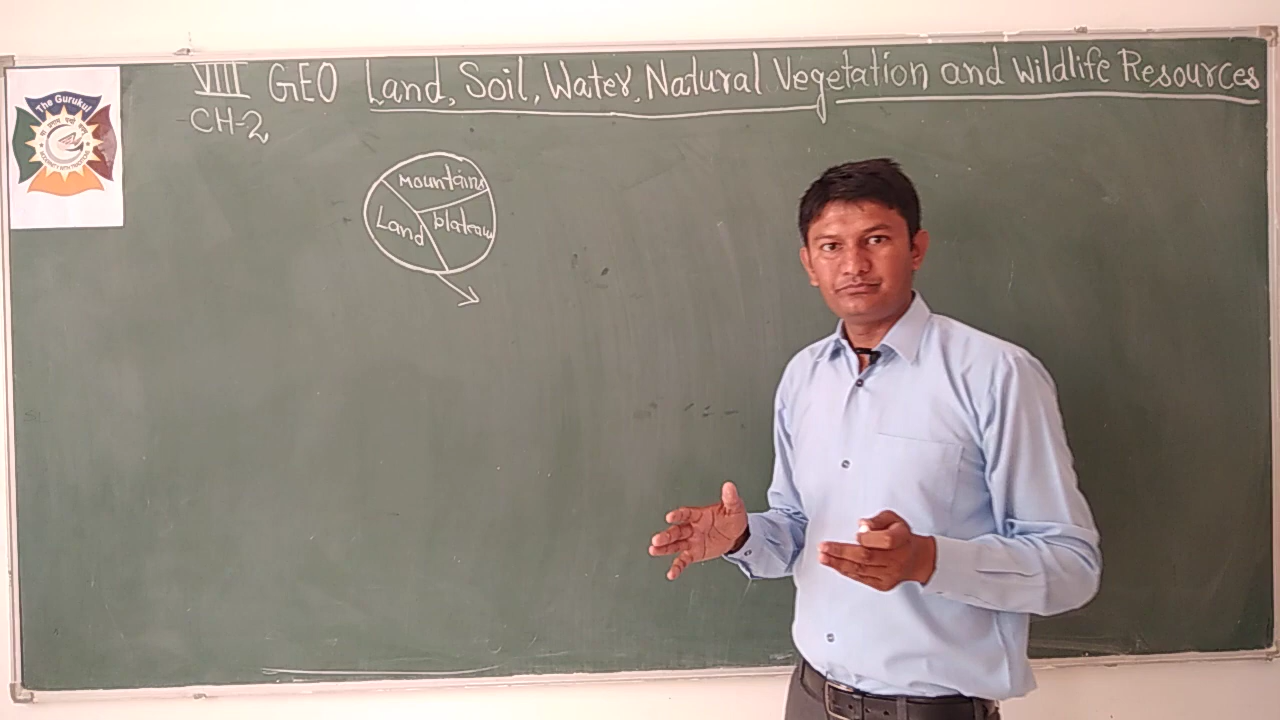 The Gurukul
VIII GEO Land, Soil, Water, Natural Vegetation and Wildlife Resources
CH-2
Mountains
Land
plateau